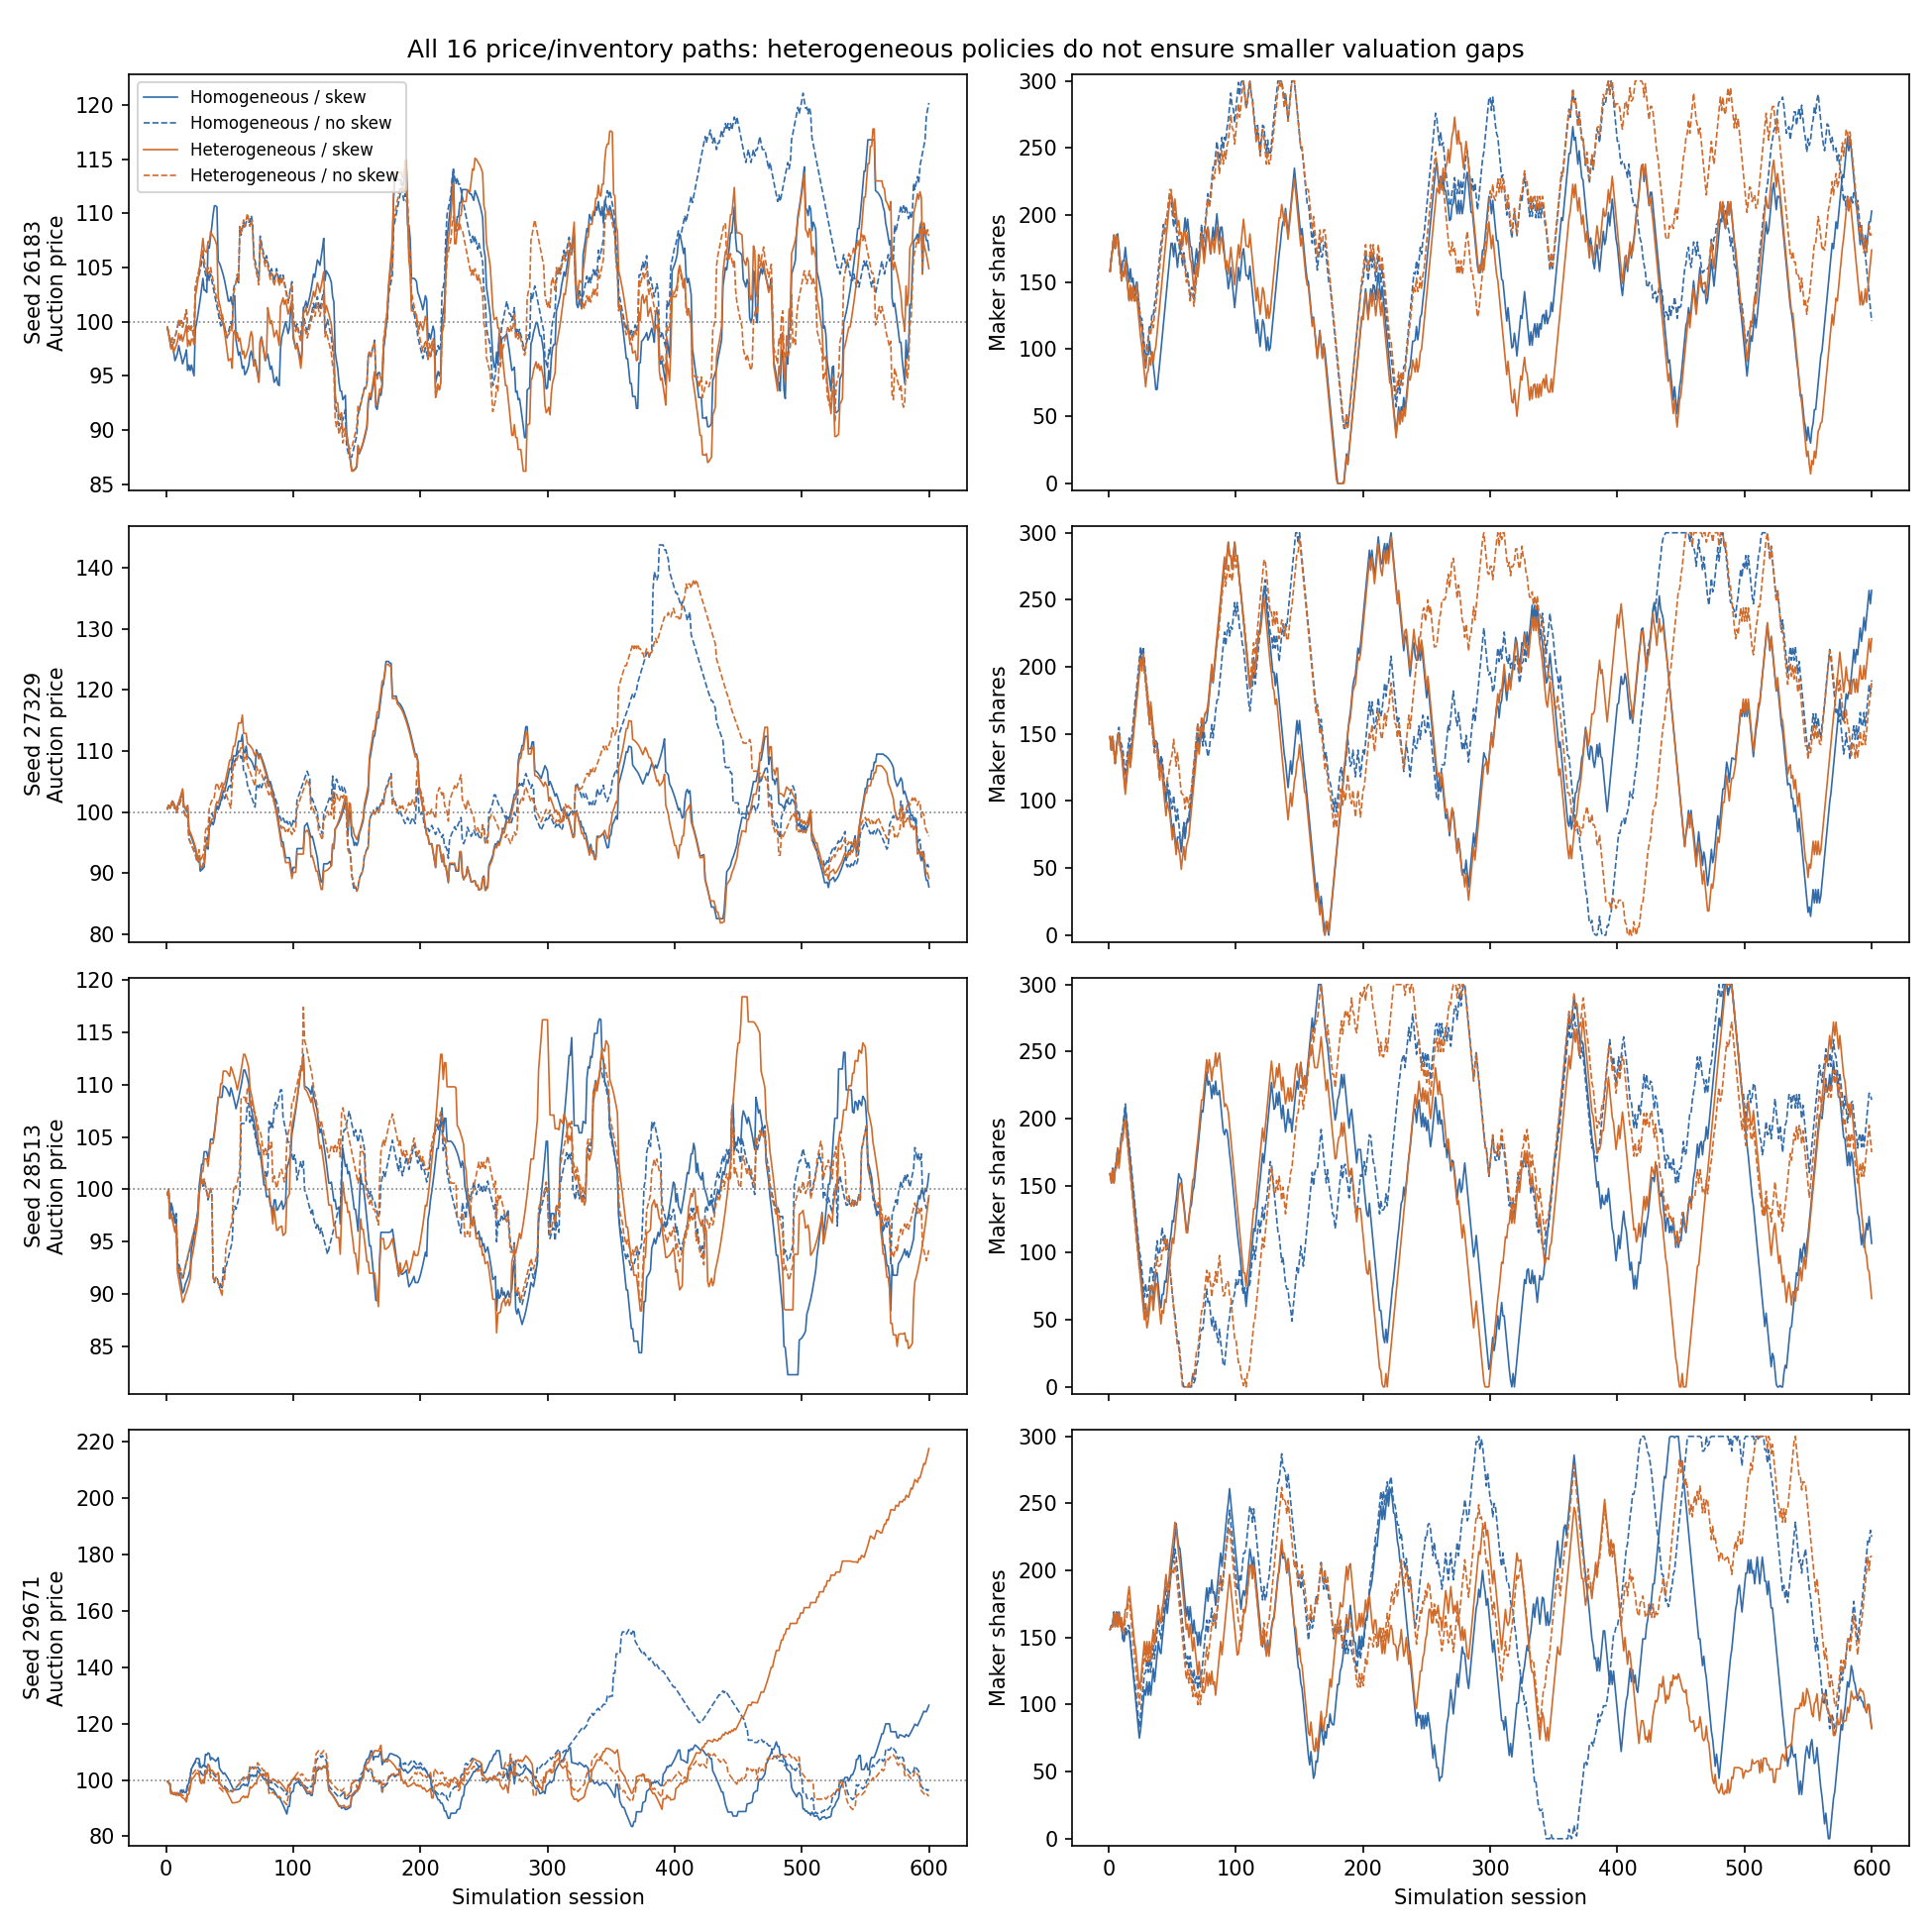 All 16 price/inventory paths: heterogeneous policies do not ensure smaller valuation gaps
Homogeneous / skew
Homogeneous / no skew
Heterogeneous / skew
Heterogeneous / no skew
Seed 26183
Auction price
120
115
110
105
100
95
90
85
Maker shares
300
250
200
150
100
50
0
Seed 27329
Auction price
140
130
120
110
100
90
80
Maker shares
300
250
200
150
100
50
0
Seed 28513
Auction price
120
115
110
105
100
95
90
85
Maker shares
300
250
200
150
100
50
0
Seed 29671
Auction price
220
200
180
160
140
120
100
80
0 100 200 300 400 500 600
Simulation session
Maker shares
300
250
200
150
100
50
0
0 100 200 300 400 500 600
Simulation session